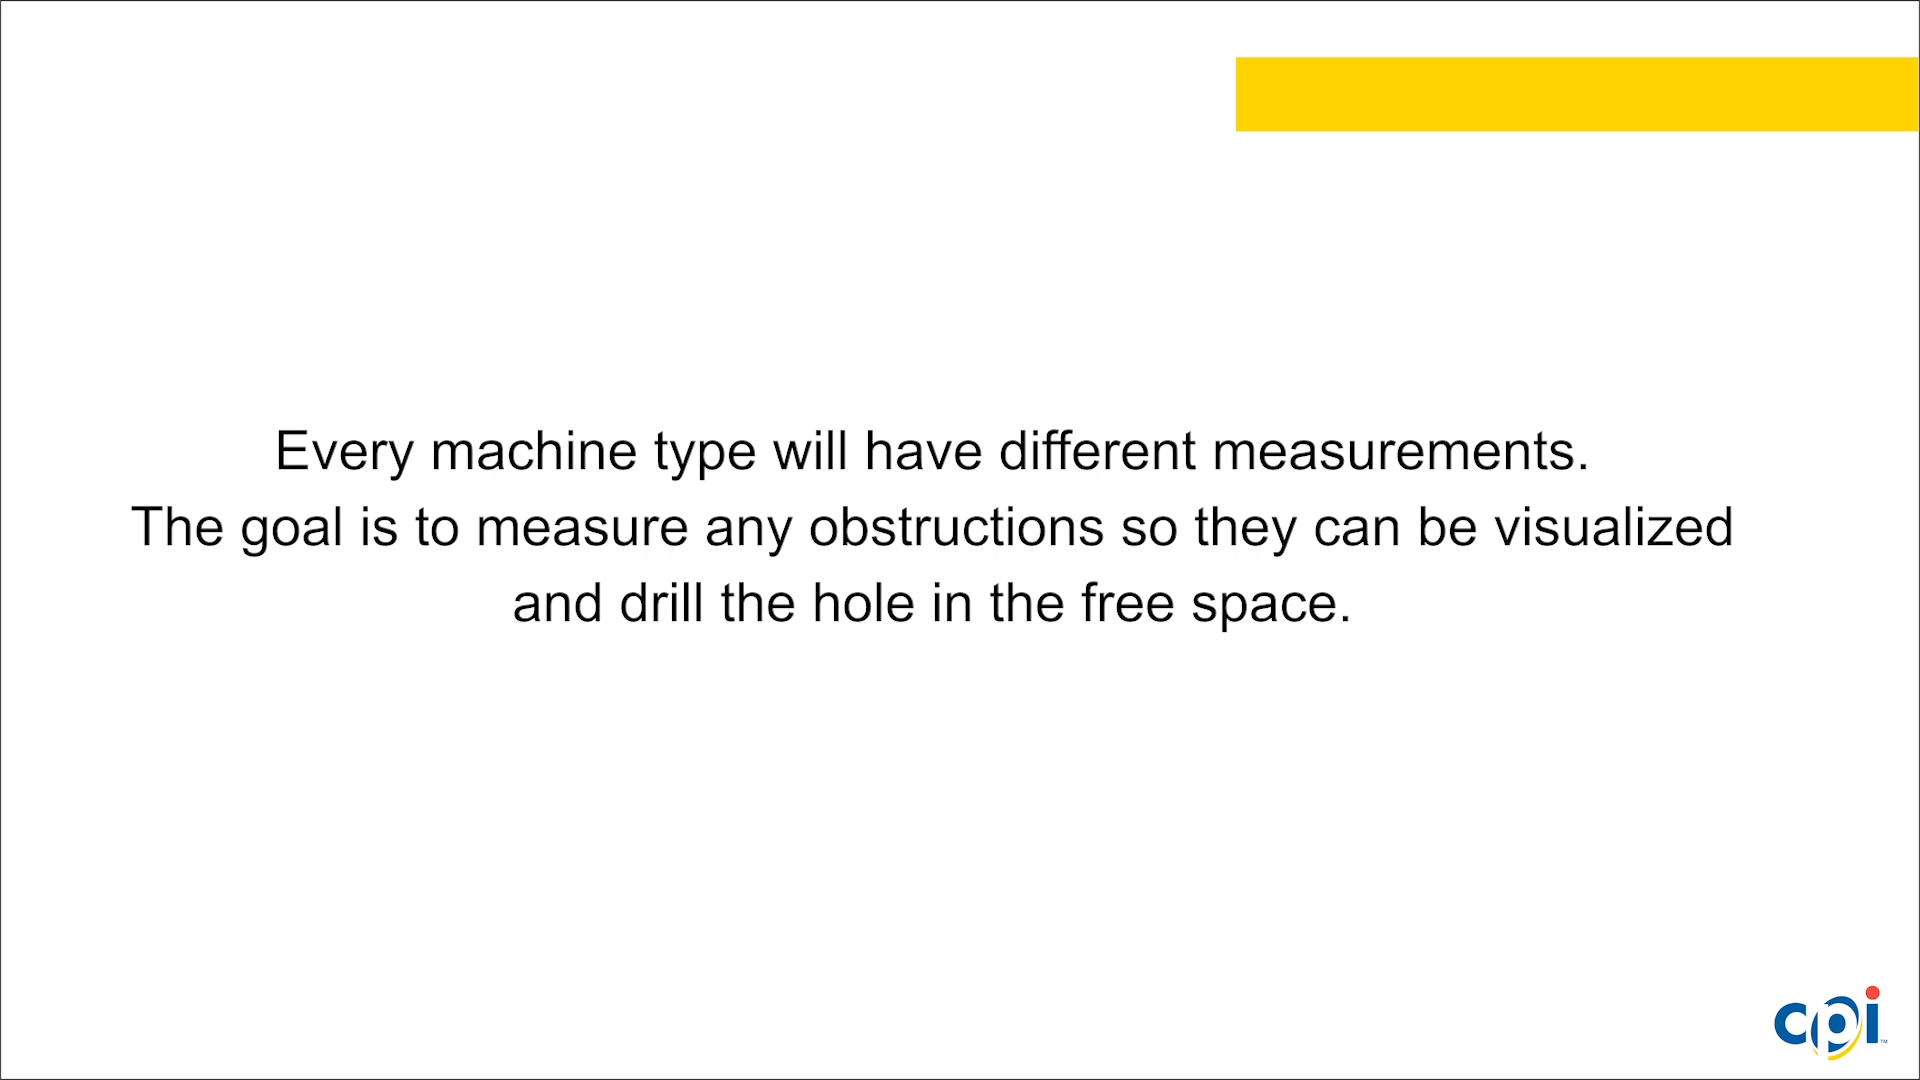 Every machine type will have different measurements.
The goal is to measure any obstructions so they can be visualized
and drill the hole in the free space.
cpi™